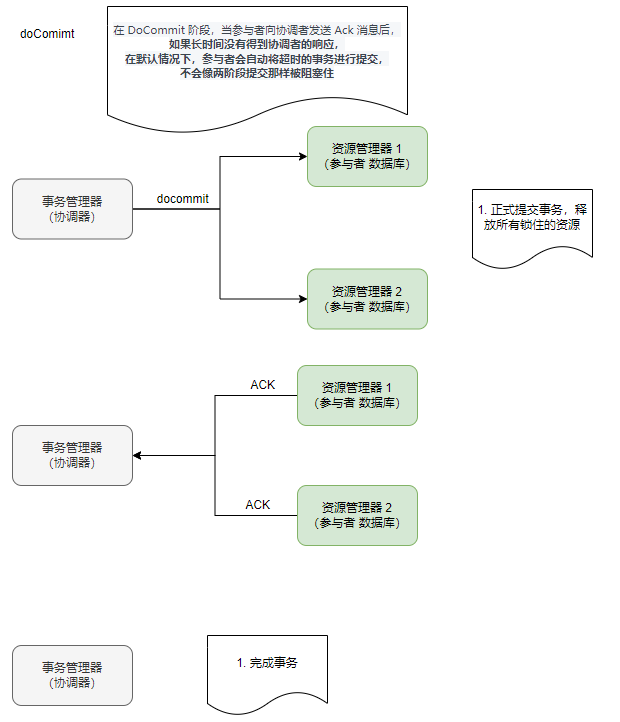 doComimt
在 DoCommit 阶段，当参与者向协调者发送 Ack 消息后，
如果长时间没有得到协调者的响应，
在默认情况下，参与者会自动将超时的事务进行提交，
不会像两阶段提交那样被阻塞住
资源管理器 1
（参与者 数据库）
事务管理器
（协调器）
docommit
1. 正式提交事务，释
放所有锁住的资源
资源管理器 2
（参与者 数据库）
ACK
资源管理器 1
（参与者 数据库）
事务管理器
（协调器）
ACK
资源管理器 2
（参与者 数据库）
事务管理器
（协调器）
1. 完成事务